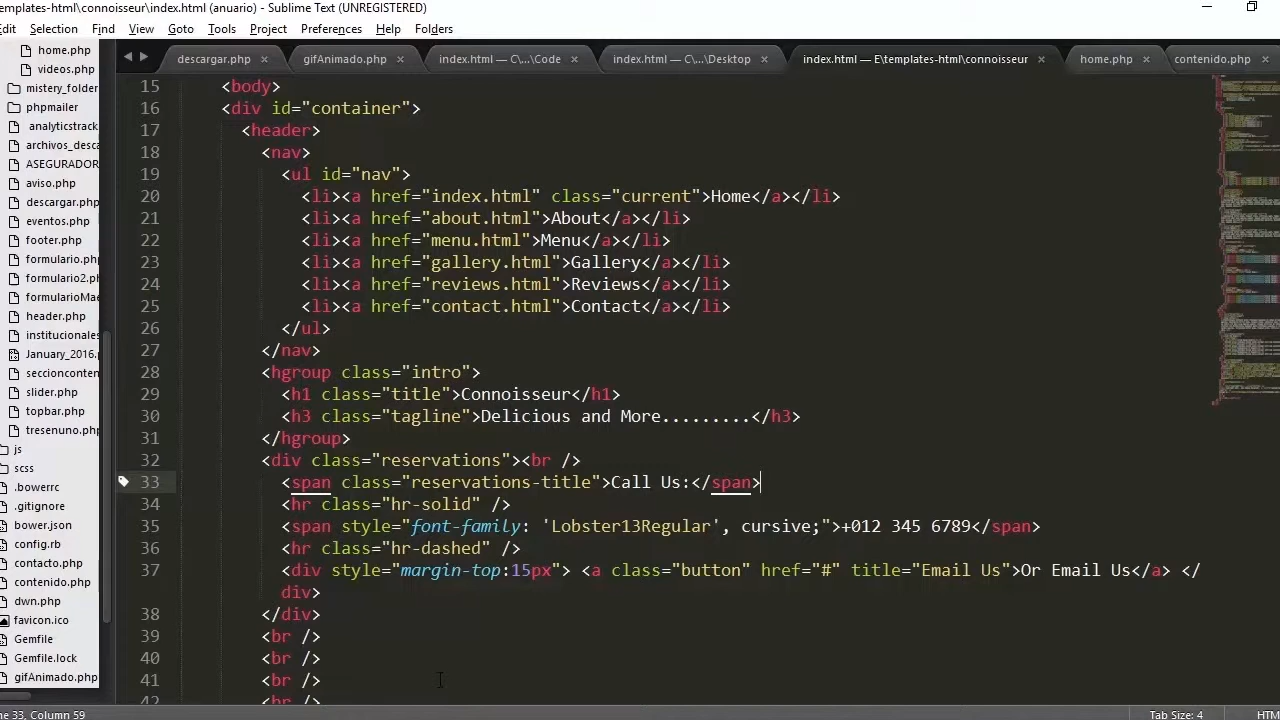 emplates-html\connoisseur\index.html (anuario) - Sublime Text (UNREGISTERED)
Edit Selection Find View Goto Tools Project Preferences Help Folders
descargar.php × gifAnimado.php × index.html — C\...\Code × index.html — C\...\Desktop × index.html — E\templates-html\connoisseur × home.php × contenido.php ×
home.php
videos.php
mistery_folder
phpmailer
analyticstrack
archivos_desca
ASEGURADOR
aviso.php
descargar.php
eventos.php
footer.php
formulario.php
formulario2.p
formularioMa
header.php
institucionales
January_2016.
seccionconten
slider.php
topbar.php
tresenuno.php
js
scss
.bowerrc
.gitignore
bower.json
config.rb
contacto.php
contenido.php
dwn.php
favicon.ico
Gemfile
Gemfile.lock
gifAnimado.php
15 <body>
16 <div id="container">
17 <header>
18 <nav>
19 <ul id="nav">
20 <li><a href="index.html" class="current">Home</a></li>
21 <li><a href="about.html">About</a></li>
22 <li><a href="menu.html">Menu</a></li>
23 <li><a href="gallery.html">Gallery</a></li>
24 <li><a href="reviews.html">Reviews</a></li>
25 <li><a href="contact.html">Contact</a></li>
26 </ul>
27 </nav>
28 <hgroup class="intro">
29 <h1 class="title">Connoisseur</h1>
30 <h3 class="tagline">Delicious and More.........</h3>
31 </hgroup>
32 <div class="reservations"><br />
33 <span class="reservations-title">Call Us:</span>
34 <hr class="hr-solid" />
35 <span style="font-family: 'Lobster13Regular', cursive;">+012 345 6789</span>
36 <hr class="hr-dashed" />
37 <div style="margin-top:15px"> <a class="button" href="#" title="Email Us">Or Email Us</a> </
div>
38 </div>
39 <br />
40 <br />
41 <br />
42 <br />
ne 33, Column 59
Tab Size: 4
HTM